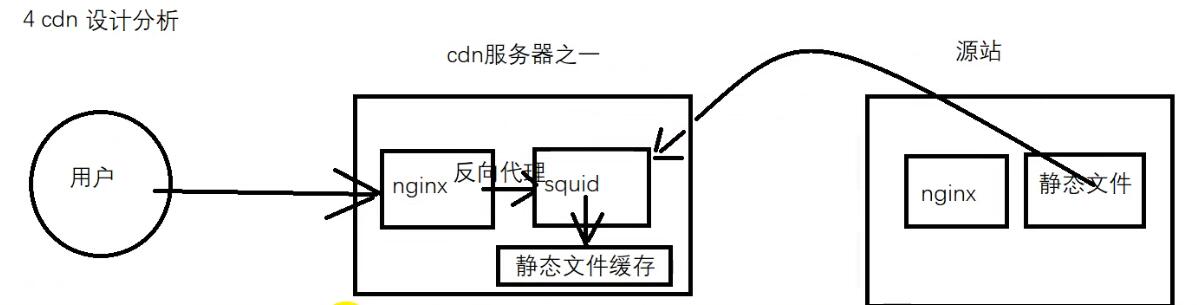 4 cdn 设计分析
cdn服务器之一
源站
用户
nginx
反向代理
squid
静态文件缓存
nginx
静态文件